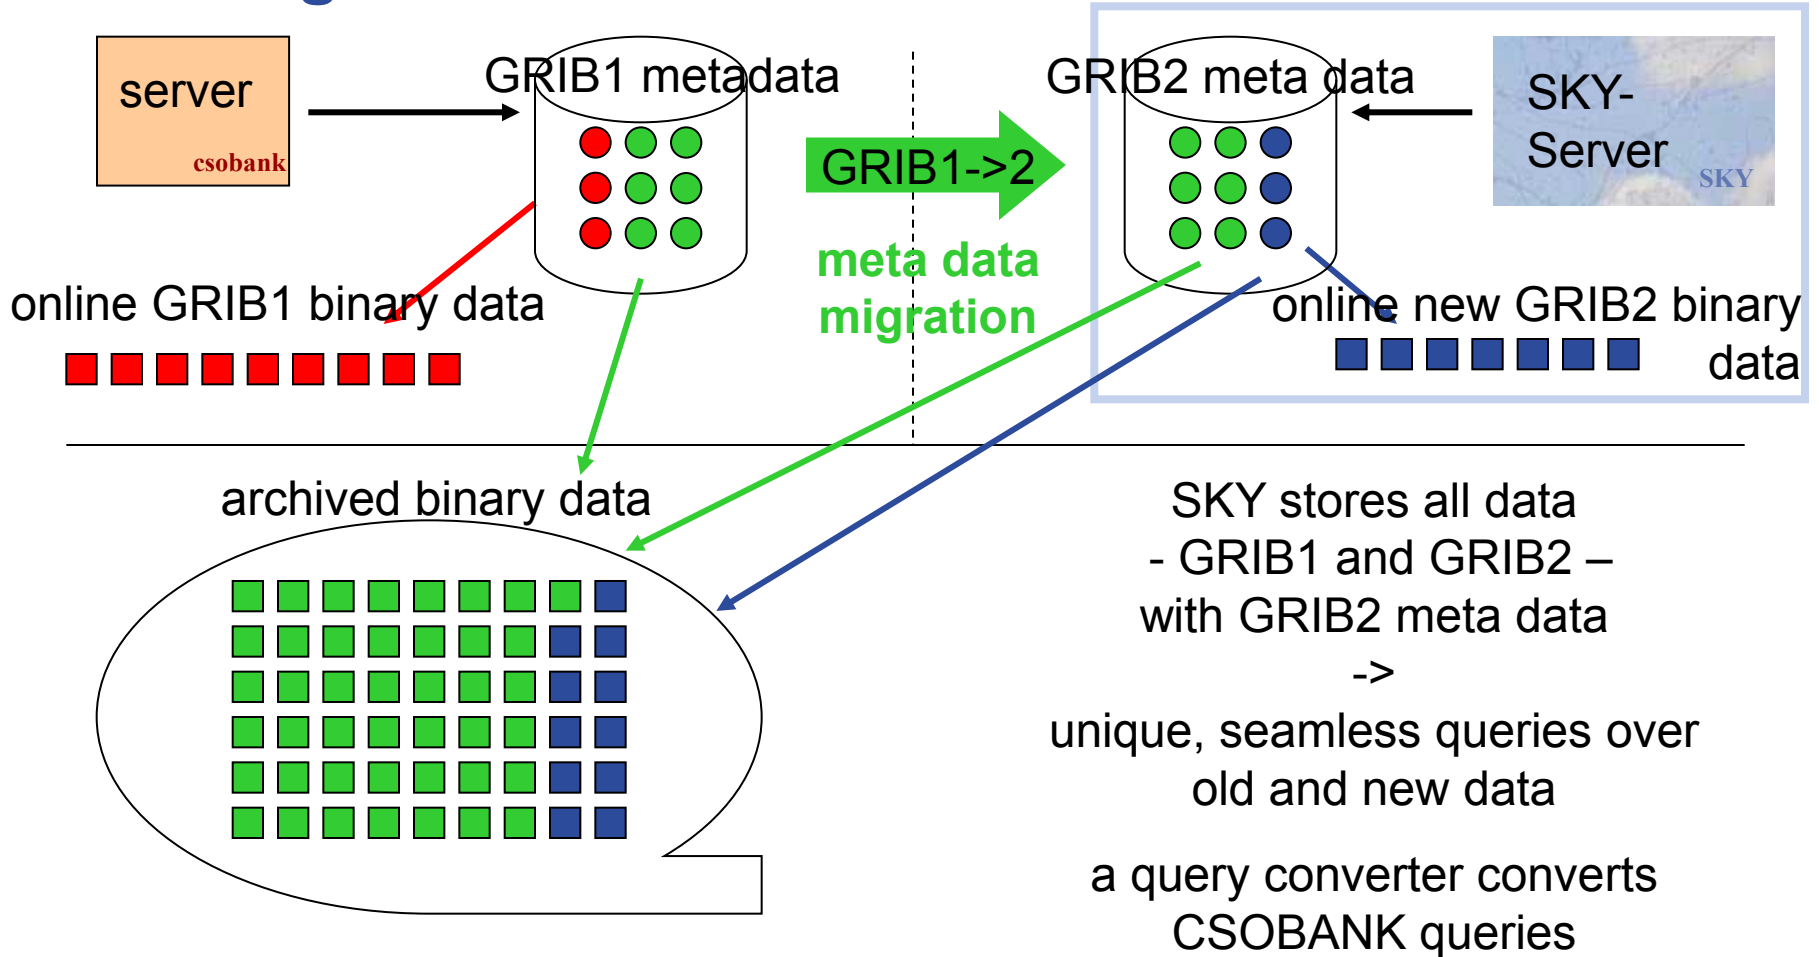 server
csobank
GRIB1 metadata
GRIB1->2
meta data
migration
GRIB2 meta data
SKY-
Server
SKY
online GRIB1 binary data
online new GRIB2 binary
data
archived binary data
SKY stores all data
- GRIB1 and GRIB2 –
with GRIB2 meta data
->
unique, seamless queries over
old and new data
a query converter converts
CSOBANK queries